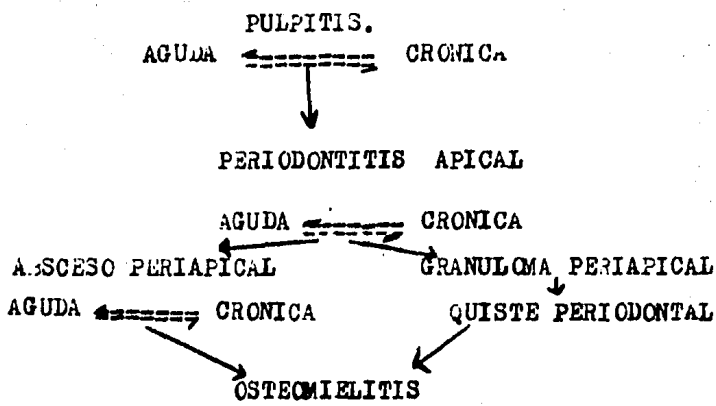 PULPITIS.
AGUDA CRONICA
PERIODONTITIS APICAL
AGUDA CRONICA
ABSCESO PERIAPICAL GRANULOMA PERIAPICAL
AGUDA CRONICA QUISTE PERIODONTAL
OSTEOMIELITIS